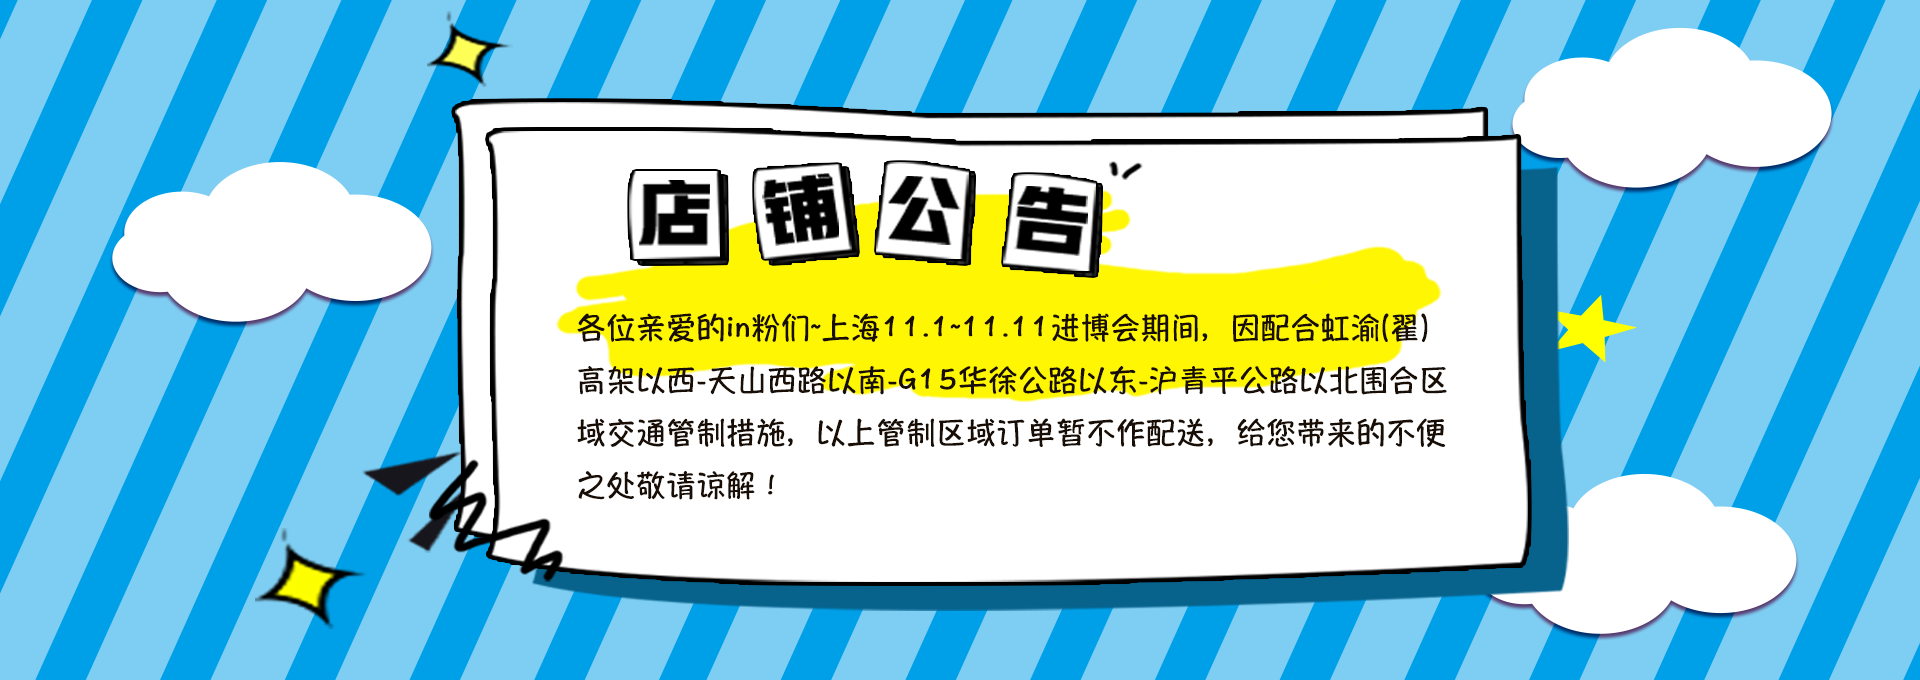 店铺公告
各位亲爱的in粉们~上海11.1~11.11进博会期间，因配合虹渝(翟)
高架以西-天山西路以南-G15华徐公路以东-沪青平公路以北围合区
域交通管制措施，以上管制区域订单暂不作配送，给您带来的不便
之处敬请谅解！